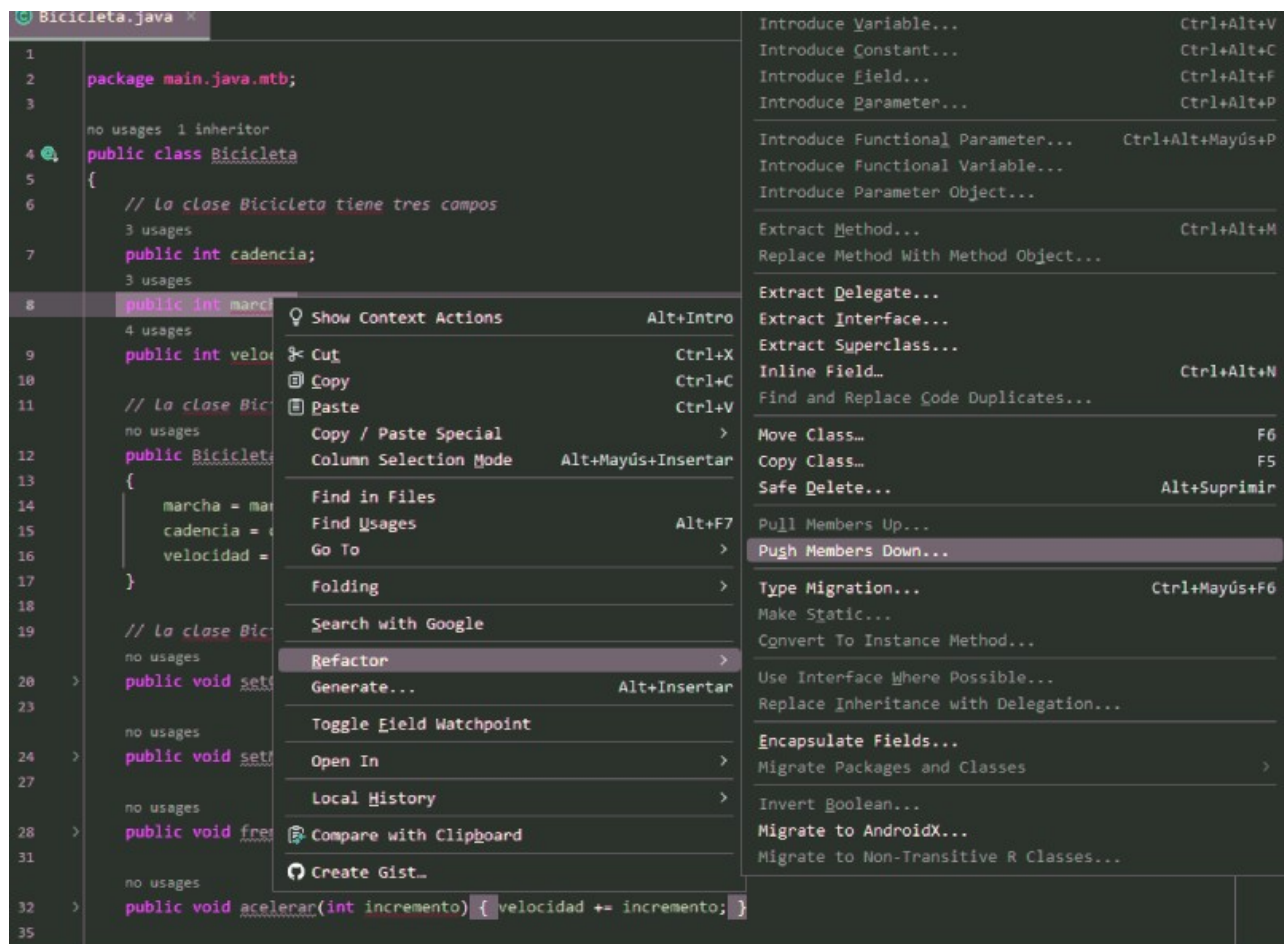 Bicicleta.java
1
2 package main.java.mtb;
3
no usages 1 inheritor
4 public class Bicicleta
5 {
6 // la clase Bicicleta tiene tres campos
3 usages
7 public int cadencia;
3 usages
8 public int march
4 usages
9 public int veloc
10
11 // la clase Bic
no usages
12 public Bicicleta
13 {
14 marcha = mar
15 cadencia = c
16 velocidad =
17 }
18
19 // la clase Bic
no usages
20 public void set
23
no usages
24 public void set
27
no usages
28 public void fre
31
no usages
32 public void acelerar(int incremento) { velocidad += incremento; }
35
Show Context Actions Alt+Intro
Cut Ctrl+X
Copy Ctrl+C
Paste Ctrl+V
Copy / Paste Special
Column Selection Mode Alt+Mayús+Insertar
Find in Files
Find Usages Alt+F7
Go To
Folding
Search with Google
Refactor
Generate... Alt+Insertar
Toggle Field Watchpoint
Open In
Local History
Compare with Clipboard
Create Gist...
Introduce Variable... Ctrl+Alt+V
Introduce Constant... Ctrl+Alt+C
Introduce Field... Ctrl+Alt+F
Introduce Parameter... Ctrl+Alt+P
Introduce Functional Parameter... Ctrl+Alt+Mayús+P
Introduce Functional Variable...
Introduce Parameter Object...
Extract Method... Ctrl+Alt+M
Replace Method With Method Object...
Extract Delegate...
Extract Interface...
Extract Superclass...
Inline Field... Ctrl+Alt+N
Find and Replace Code Duplicates...
Move Class... F6
Copy Class... F5
Safe Delete... Alt+Suprimir
Pull Members Up...
Push Members Down...
Type Migration... Ctrl+Mayús+F6
Make Static...
Convert To Instance Method...
Use Interface Where Possible...
Replace Inheritance with Delegation...
Encapsulate Fields...
Migrate Packages and Classes
Invert Boolean...
Migrate to AndroidX...
Migrate to Non-Transitive R Classes...